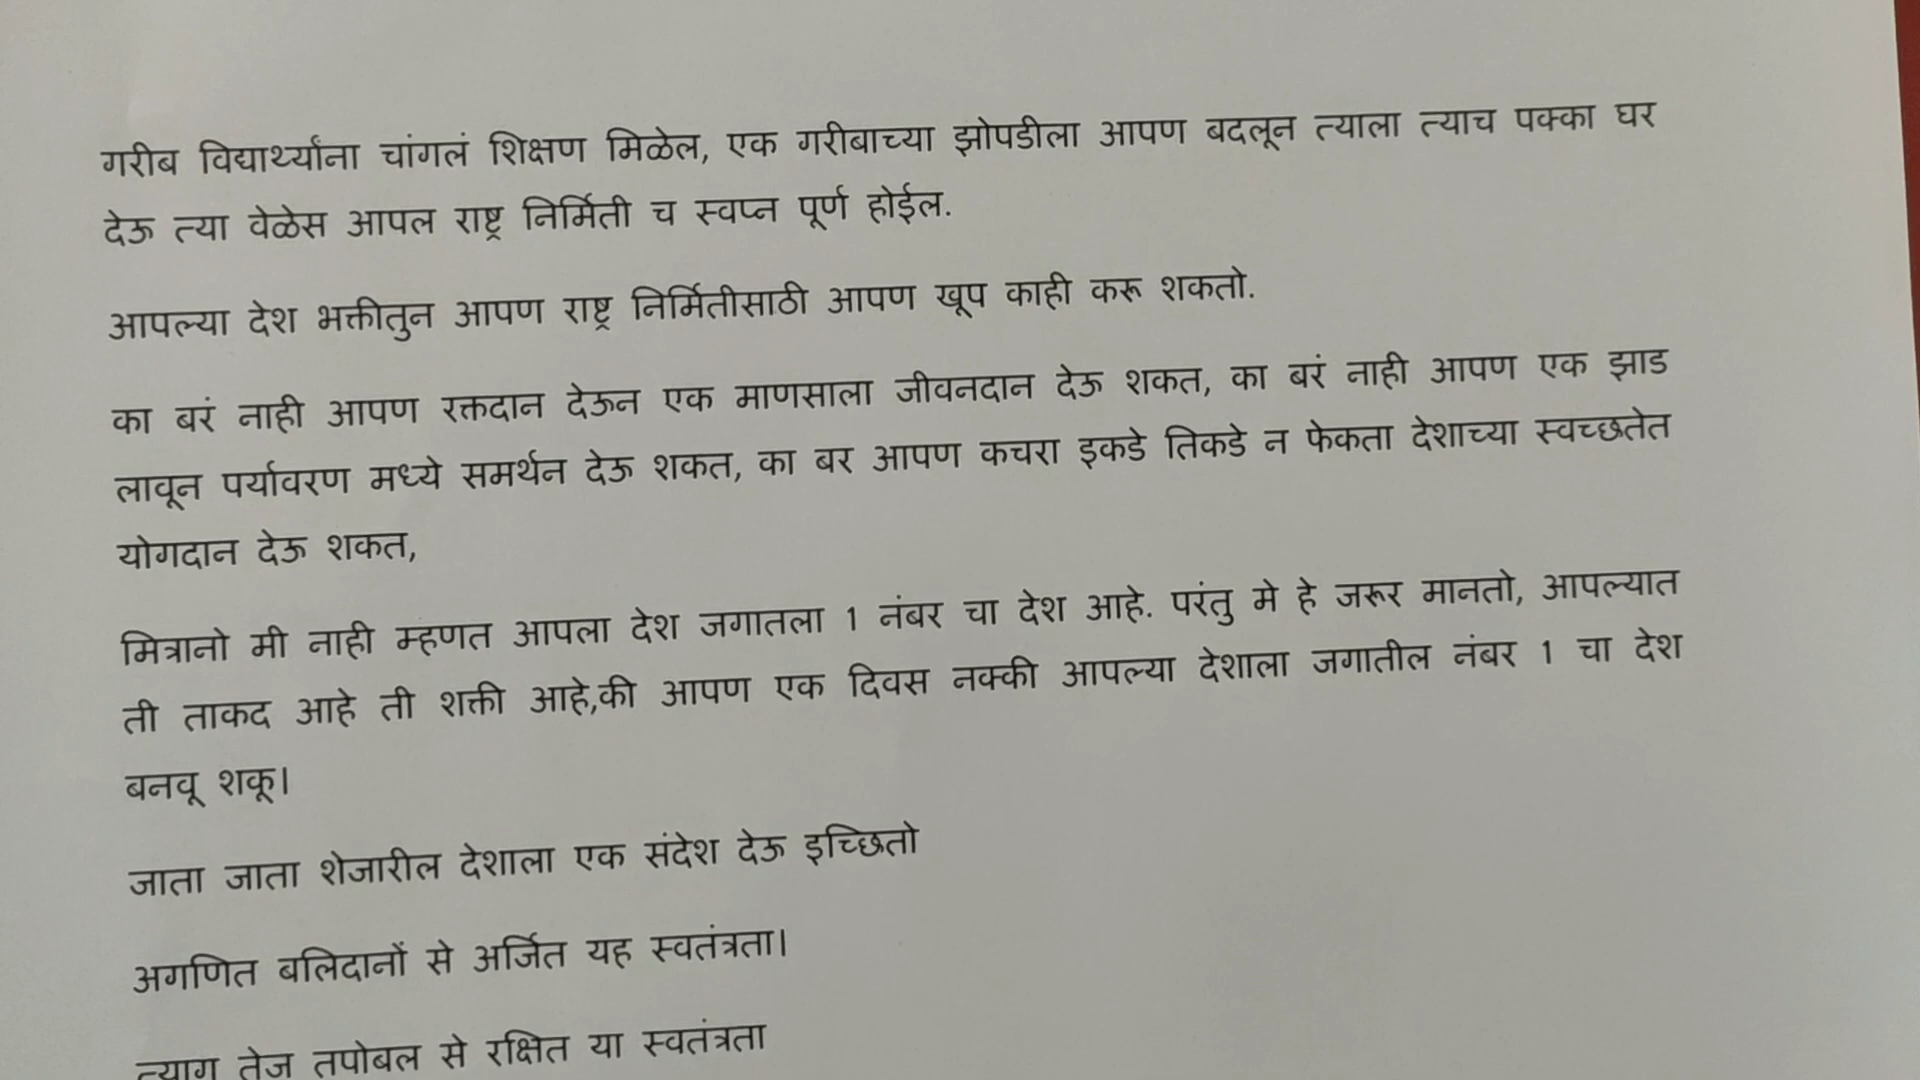 गरीब विद्यार्थ्यांना चांगलं शिक्षण मिळेल, एक गरीबाच्या झोपडीला आपण बदलून त्याला त्याच पक्का घर
देऊ त्या वेळेस आपल राष्ट्र निर्मिती च स्वप्न पूर्ण होईल.
आपल्या देश भक्तीतुन आपण राष्ट्र निर्मितीसाठी आपण खूप काही करू शकतो.
का बरं नाही आपण रक्तदान देऊन एक माणसाला जीवनदान देऊ शकत, का बरं नाही आपण एक झाड
लावून पर्यावरण मध्ये समर्थन देऊ शकत, का बर आपण कचरा इकडे तिकडे न फेकता देशाच्या स्वच्छतेत
योगदान देऊ शकत,
मित्रानो मी नाही म्हणत आपला देश जगातला 1 नंबर चा देश आहे. परंतु मे हे जरूर मानतो, आपल्यात
ती ताकद आहे ती शक्ती आहे,की आपण एक दिवस नक्की आपल्या देशाला जगातील नंबर 1 चा देश
बनवू शकू।
जाता जाता शेजारील देशाला एक संदेश देऊ इच्छितो
अगणित बलिदानों से अर्जित यह स्वतंत्रता।
त्याग तेज तपोबल से रक्षित या स्वतंत्रता